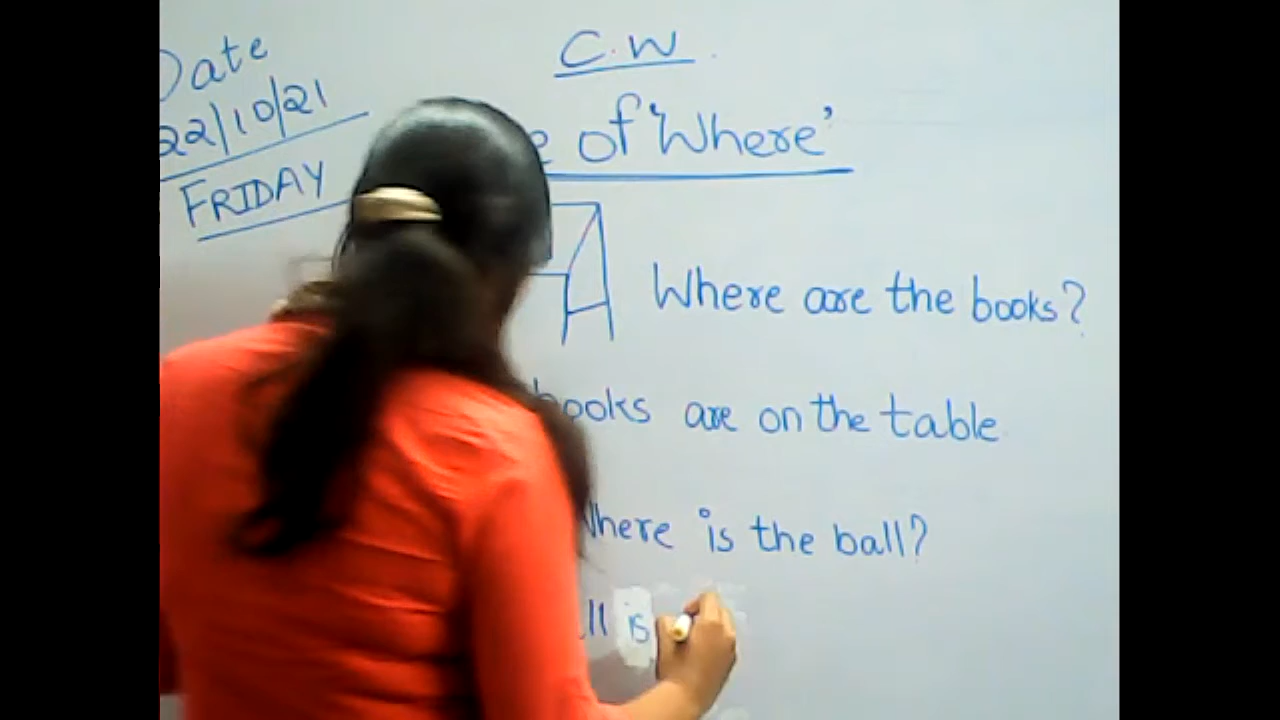 Date
22/10/21
FRIDAY
C.W.
of 'Where'
Where are the books?
books are on the table
Where is the ball?
is